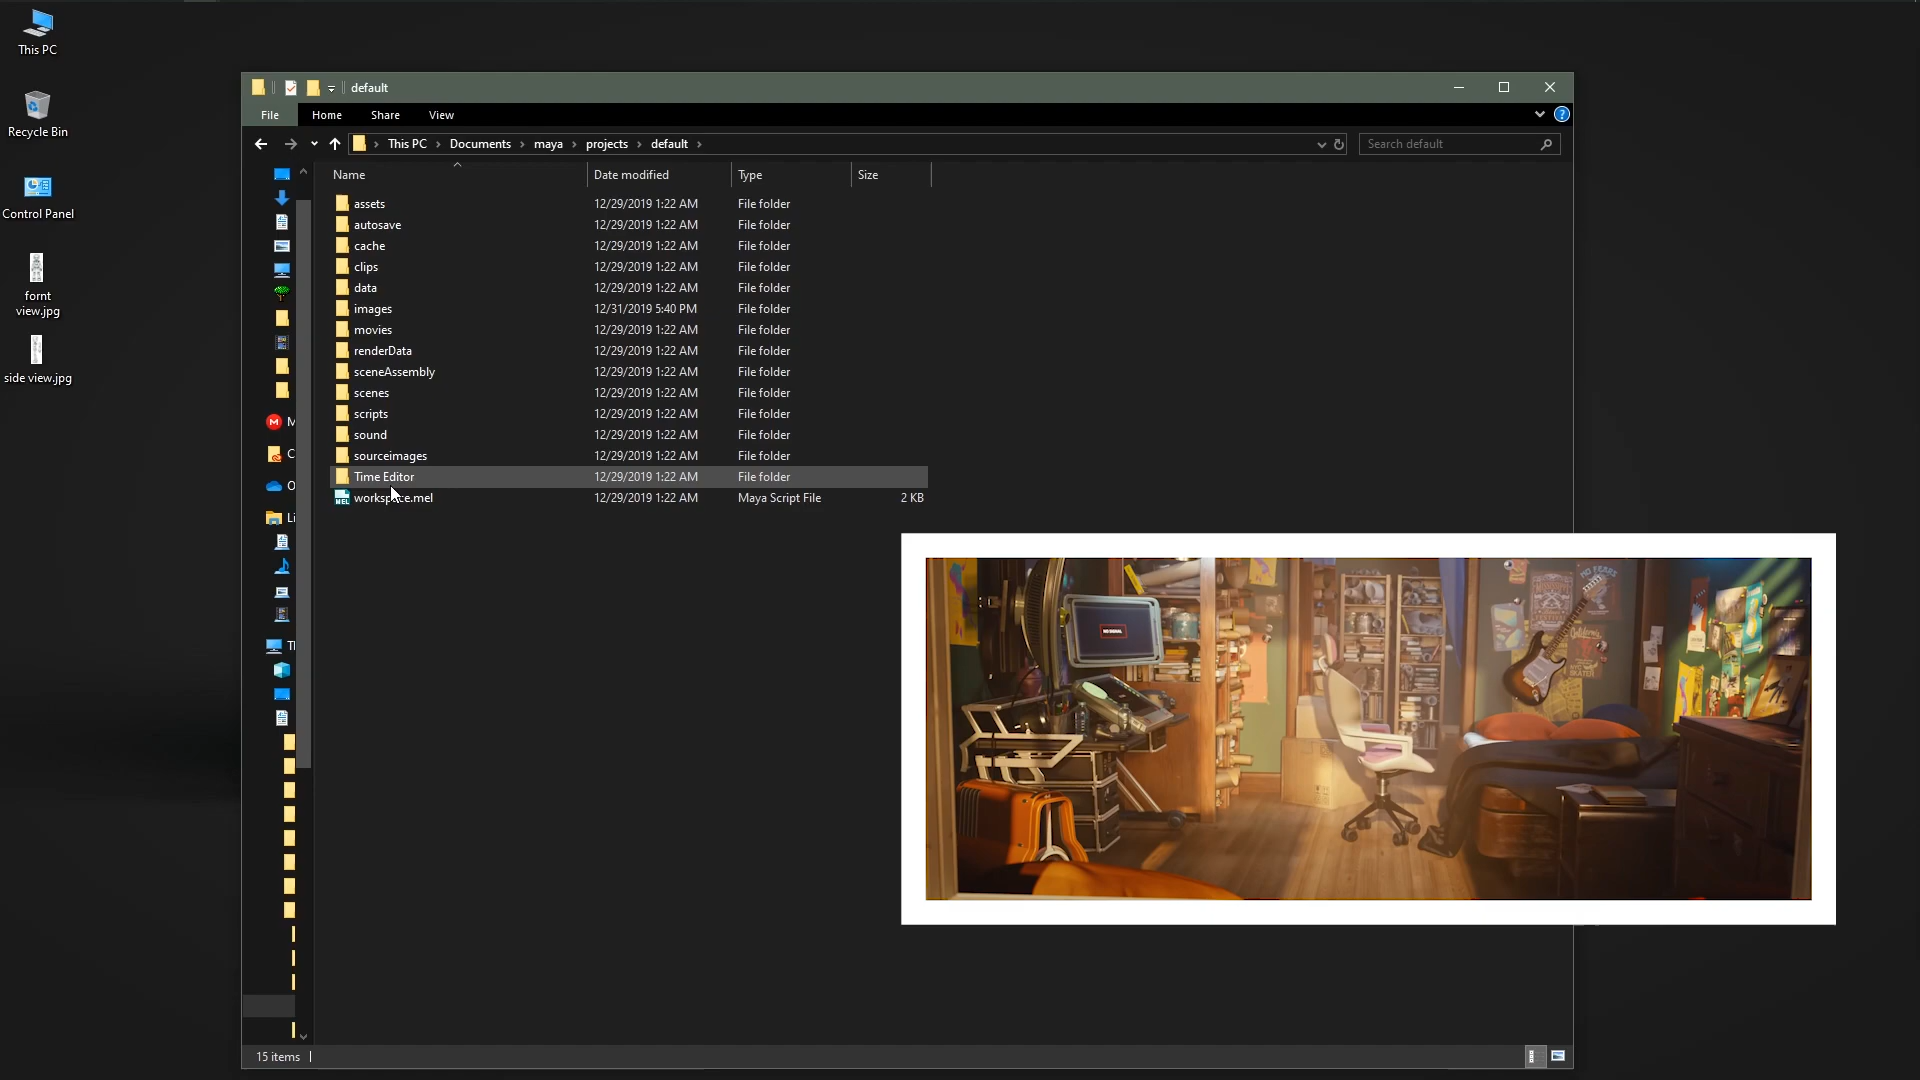 This PC
Recycle Bin
Control Panel
fornt
view.jpg
side view.jpg
default
File
Home
Share
View
?
This PC > Documents > maya > projects > default >
Search default
Name
Date modified
Type
Size
assets 12/29/2019 1:22 AM File folder
autosave 12/29/2019 1:22 AM File folder
cache 12/29/2019 1:22 AM File folder
clips 12/29/2019 1:22 AM File folder
data 12/29/2019 1:22 AM File folder
images 12/31/2019 5:40 PM File folder
movies 12/29/2019 1:22 AM File folder
renderData 12/29/2019 1:22 AM File folder
sceneAssembly 12/29/2019 1:22 AM File folder
scenes 12/29/2019 1:22 AM File folder
scripts 12/29/2019 1:22 AM File folder
sound 12/29/2019 1:22 AM File folder
sourceimages 12/29/2019 1:22 AM File folder
Time Editor 12/29/2019 1:22 AM File folder
workspace.mel 12/29/2019 1:22 AM Maya Script File 2 KB
M
C
O
Li
NO SIGNAL
California
15 items